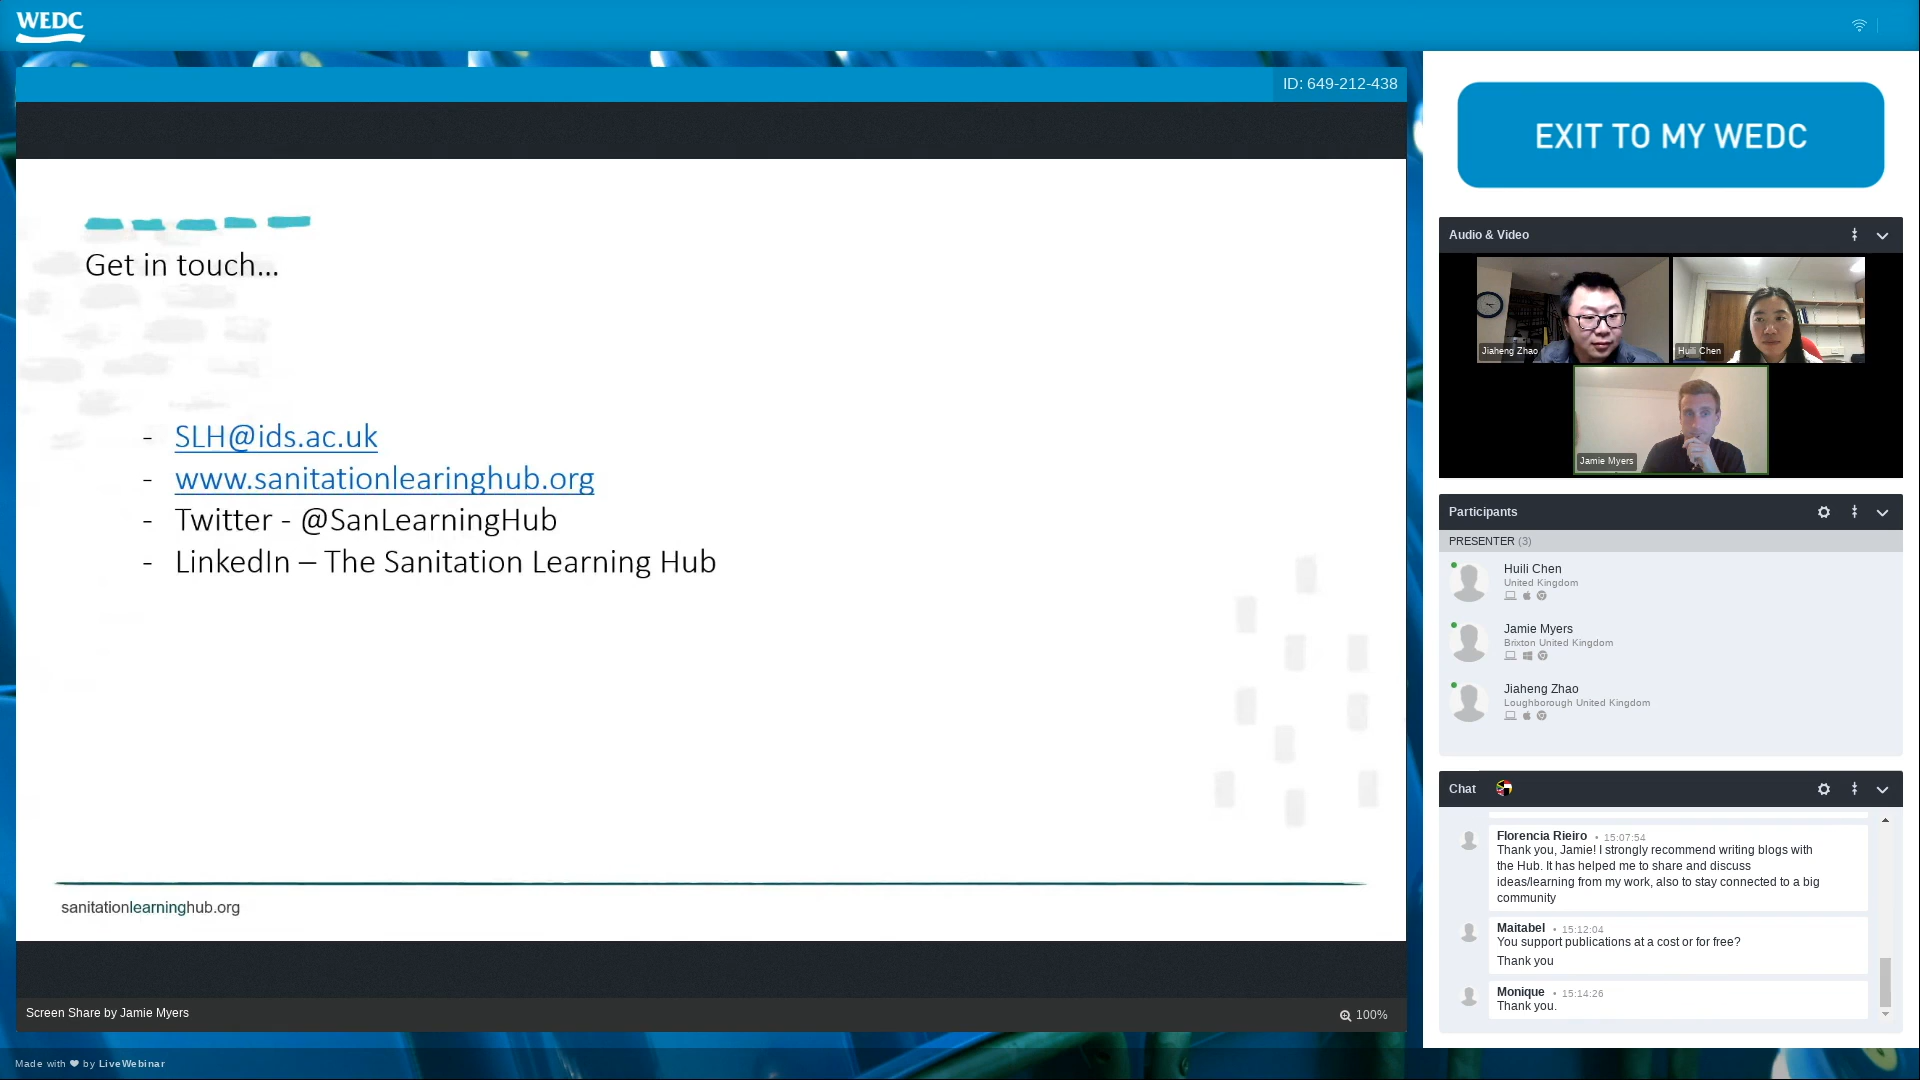 WEDC
ID: 649-212-438
Get in touch...
- SLH@ids.ac.uk
- www.sanitationlearinghub.org
- Twitter - @SanLearningHub
- LinkedIn – The Sanitation Learning Hub
sanitationlearninghub.org
Screen Share by Jamie Myers
100%
Made with ♥ by LiveWebinar
EXIT TO MY WEDC
Audio & Video
Jiaheng Zhao
Huili Chen
Jamie Myers
Participants
PRESENTER (3)
Huili Chen
United Kingdom
Jamie Myers
Brixton United Kingdom
Jiaheng Zhao
Loughborough United Kingdom
Chat
Florencia Rieiro • 15:07:54
Thank you, Jamie! I strongly recommend writing blogs with
the Hub. It has helped me to share and discuss
ideas/learning from my work, also to stay connected to a big
community
Maitabel • 15:12:04
You support publications at a cost or for free?
Thank you
Monique • 15:14:26
Thank you.